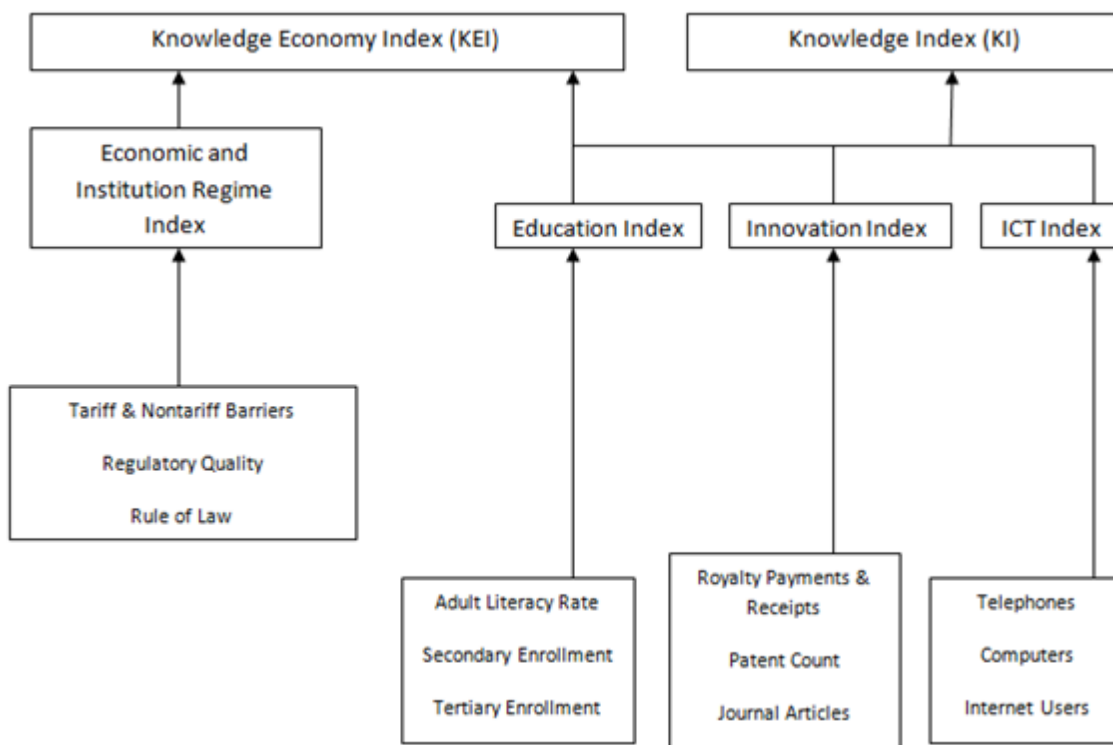 Knowledge Economy Index (KEI)
Knowledge Index (KI)
Economic and
Institution Regime
Index
Education Index
Innovation Index
ICT Index
Tariff & Nontariff Barriers
Regulatory Quality
Rule of Law
Adult Literacy Rate
Secondary Enrollment
Tertiary Enrollment
Royalty Payments &
Receipts
Patent Count
Journal Articles
Telephones
Computers
Internet Users